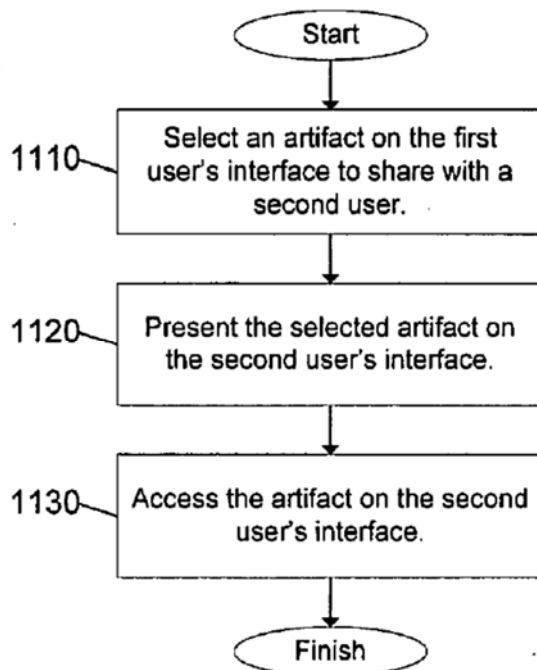 Start
1110
Select an artifact on the first
user's interface to share with a
second user.
1120
Present the selected artifact on
the second user's interface.
1130
Access the artifact on the second
user's interface.
Finish